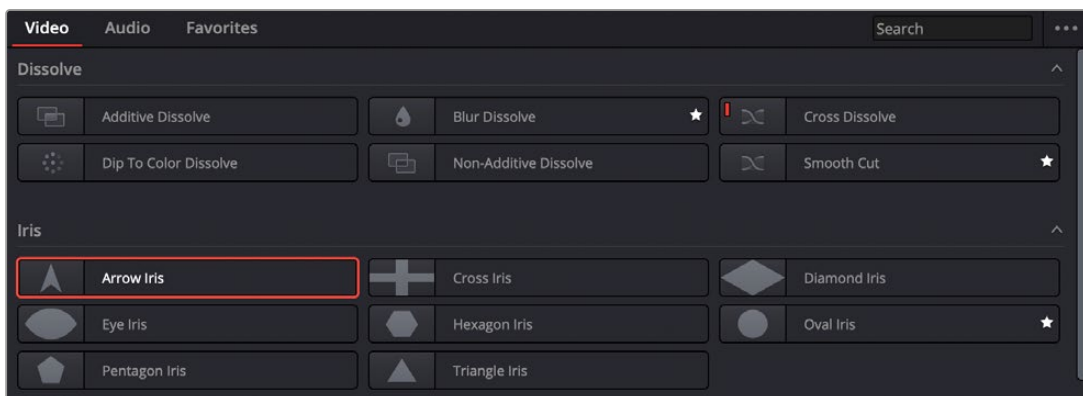 Video Audio Favorites Search
Dissolve
Additive Dissolve Blur Dissolve Cross Dissolve
Dip To Color Dissolve Non-Additive Dissolve Smooth Cut
Iris
Arrow Iris Cross Iris Diamond Iris
Eye Iris Hexagon Iris Oval Iris
Pentagon Iris Triangle Iris